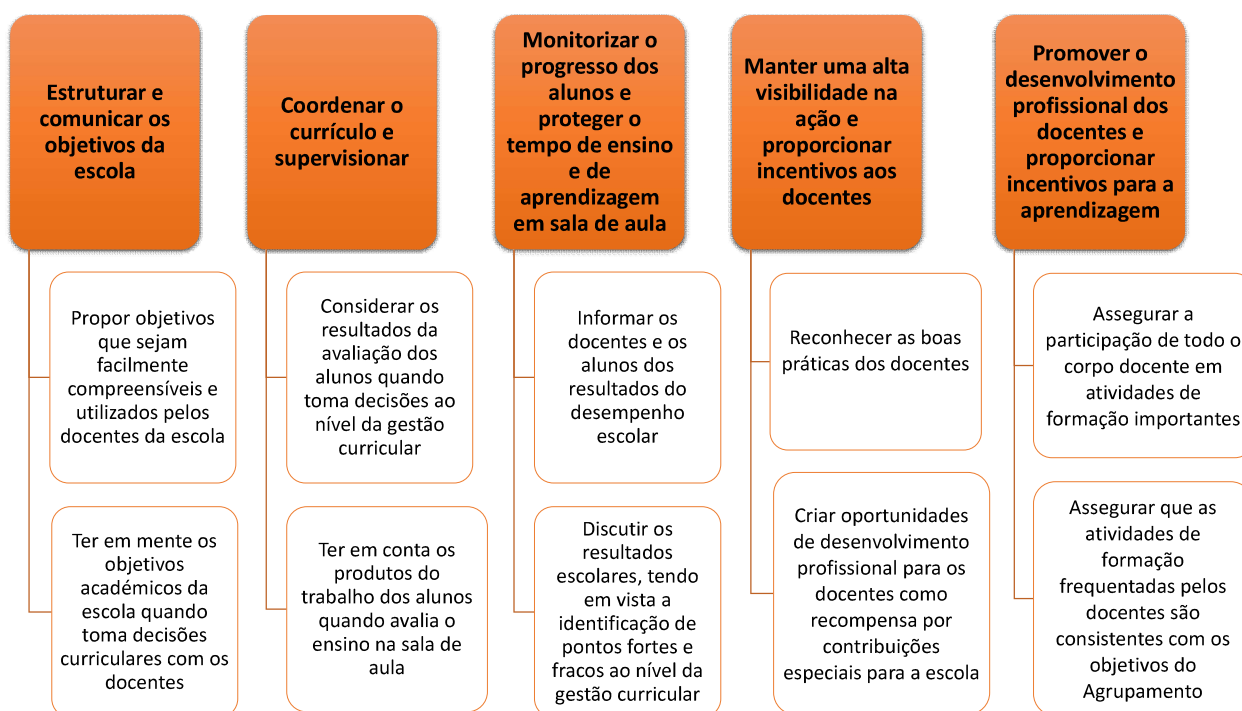 Estruturar e
comunicar os
objetivos da
escola
Propor objetivos
que sejam
facilmente
compreensíveis e
utilizados pelos
docentes da escola
Ter em mente os
objetivos
académicos da
escola quando
toma decisões
curriculares com os
docentes
Coordenar o
currículo e
supervisionar
Considerar os
resultados da
avaliação dos
alunos quando
toma decisões ao
nível da gestão
curricular
Ter em conta os
produtos do
trabalho dos alunos
quando avalia o
ensino na sala de
aula
Monitorizar o
progresso dos
alunos e
proteger o
tempo de ensino
e de
aprendizagem
em sala de aula
Informar os
docentes e os
alunos dos
resultados do
desempenho
escolar
Discutir os
resultados
escolares, tendo
em vista a
identificação de
pontos fortes e
fracos ao nível da
gestão curricular
Manter uma alta
visibilidade na
ação e
proporcionar
incentivos aos
docentes
Reconhecer as boas
práticas dos docentes
Criar oportunidades
de desenvolvimento
profissional para os
docentes como
recompensa por
contribuições
especiais para a escola
Promover o
desenvolvimento
profissional dos
docentes e
proporcionar
incentivos para a
aprendizagem
Assegurar a
participação de todo o
corpo docente em
atividades de
formação importantes
Assegurar que as
atividades de
formação
frequentadas pelos
docentes são
consistentes com os
objetivos do
Agrupamento